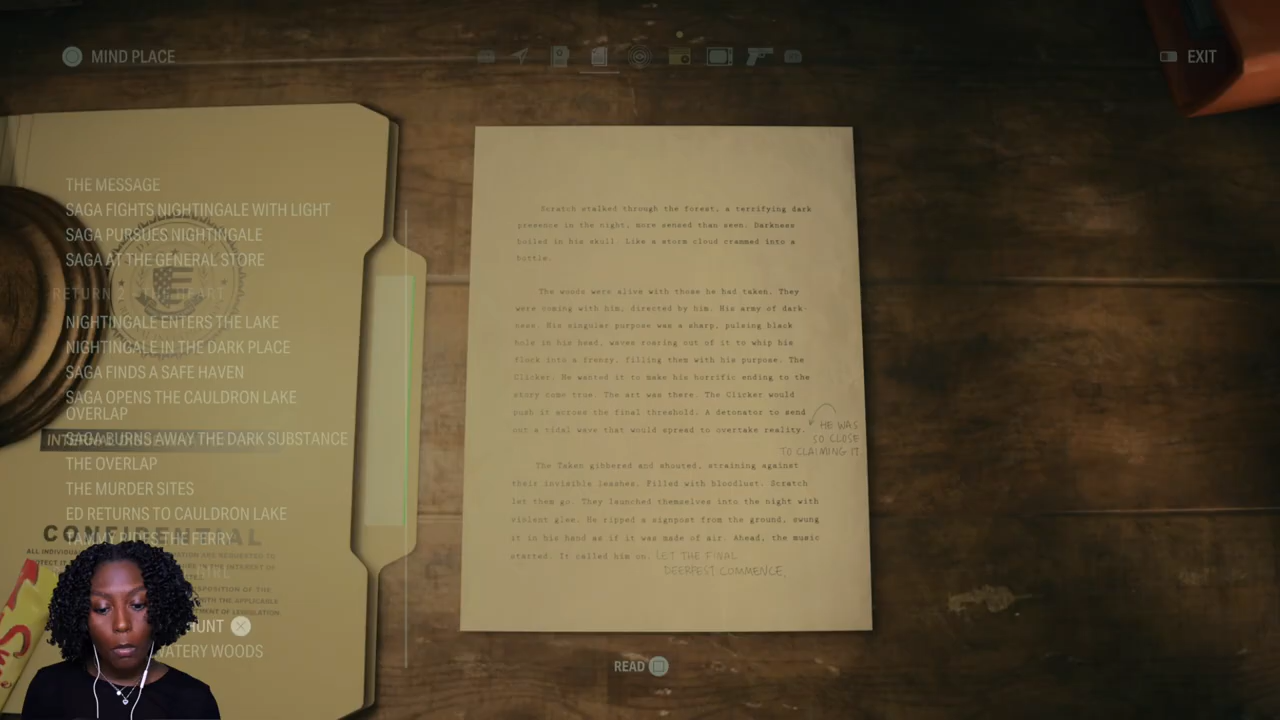 MIND PLACE
EXIT
THE MESSAGE
SAGA FIGHTS NIGHTINGALE WITH LIGHT
SAGA PURSUES NIGHTINGALE
SAGA AT THE GENERAL STORE
RETURN 2
HEART
NIGHTINGALE ENTERS THE LAKE
NIGHTINGALE IN THE DARK PLACE
SAGA FINDS A SAFE HAVEN
SAGA OPENS THE CAULDRON LAKE
OVERLAP
SAGA BURNS AWAY THE DARK SUBSTANCE
THE OVERLAP
THE MURDER SITES
ED RETURNS TO CAULDRON LAKE
CONFIDENTIAL
TAMMY RIDES THE FERRY
GIRL
HUNT
WATERY WOODS
Scratch stalked through the forest, a terrifying dark
presence in the night, more sensed than seen. Darkness
boiled in his skull. Like a storm cloud crammed into a
bottle.
The woods were alive with those he had taken. They
were coming with him, directed by him. His army of dark-
ness. His singular purpose was a sharp, pulsing black
hole in his head, waves roaring out of it to whip his
flock into a frenzy, filling them with his purpose. The
Clicker. He wanted it to make his horrific ending to the
story come true. The art was there. The Clicker would
push it across the final threshold. A detonator to send
out a tidal wave that would spread to overtake reality.
HE WAS
SO CLOSE
TO CLAIMING IT.
The Taken gibbered and shouted, straining against
their invisible leashes. Filled with bloodlust. Scratch
let them go. They launched themselves into the night with
violent glee. He ripped a signpost from the ground, swung
it in his hand as if it was made of air. Ahead, the music
started. It called him on. LET THE FINAL
DEERFEST COMMENCE.
READ